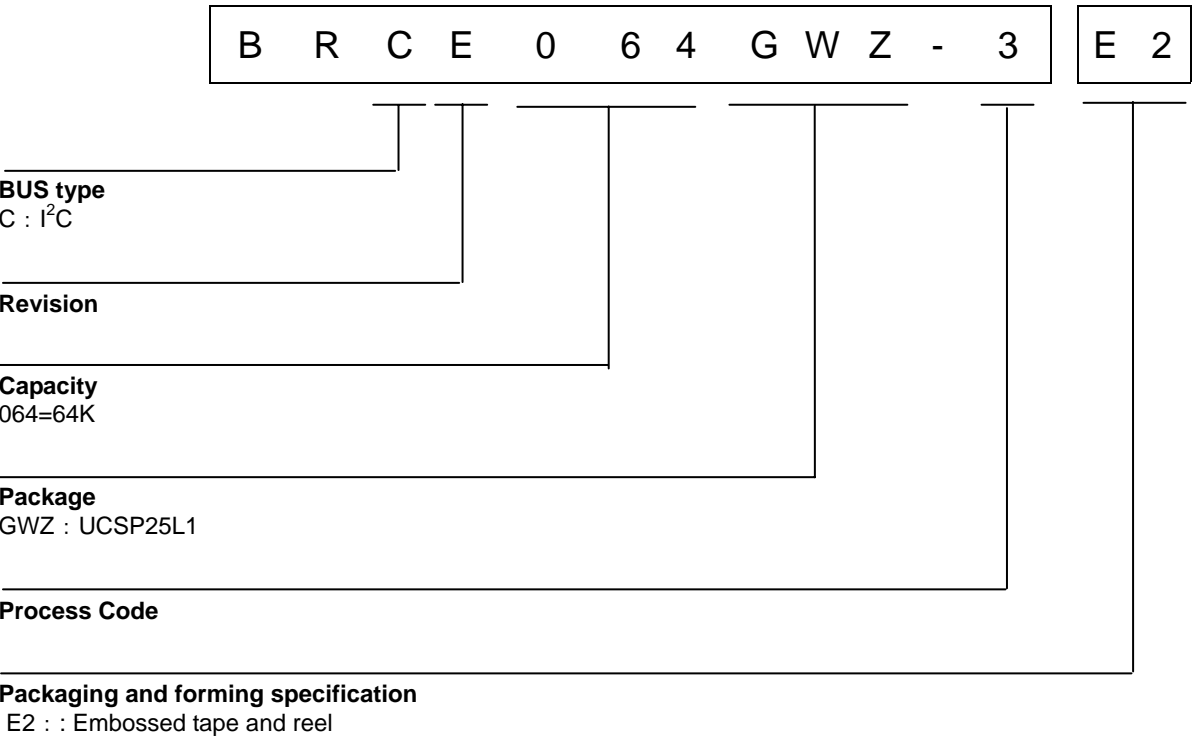 B R C E 0 6 4 G W Z - 3 E 2
BUS type
C：I²C
Revision
Capacity
064=64K
Package
GWZ：UCSP25L1
Process Code
Packaging and forming specification
E2：: Embossed tape and reel